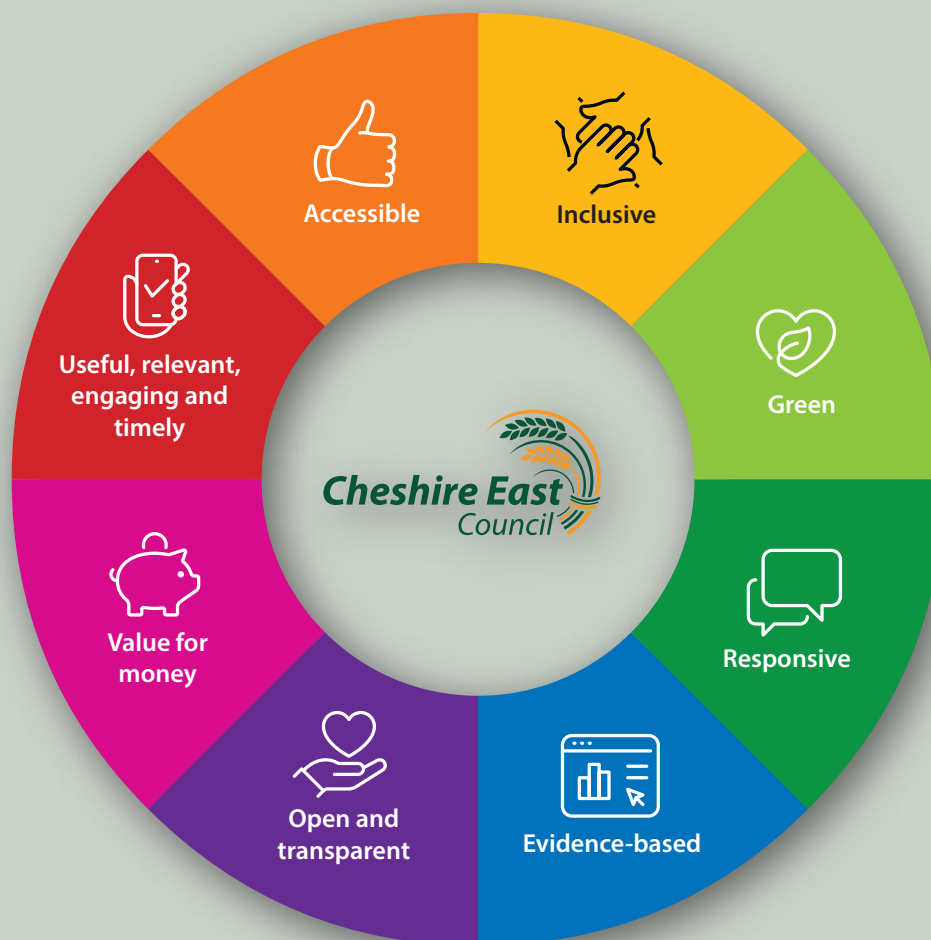 Accessible
Inclusive
Useful, relevant,
engaging and
timely
Green
Cheshire East
Council
Value for
money
Responsive
Open and
transparent
Evidence-based